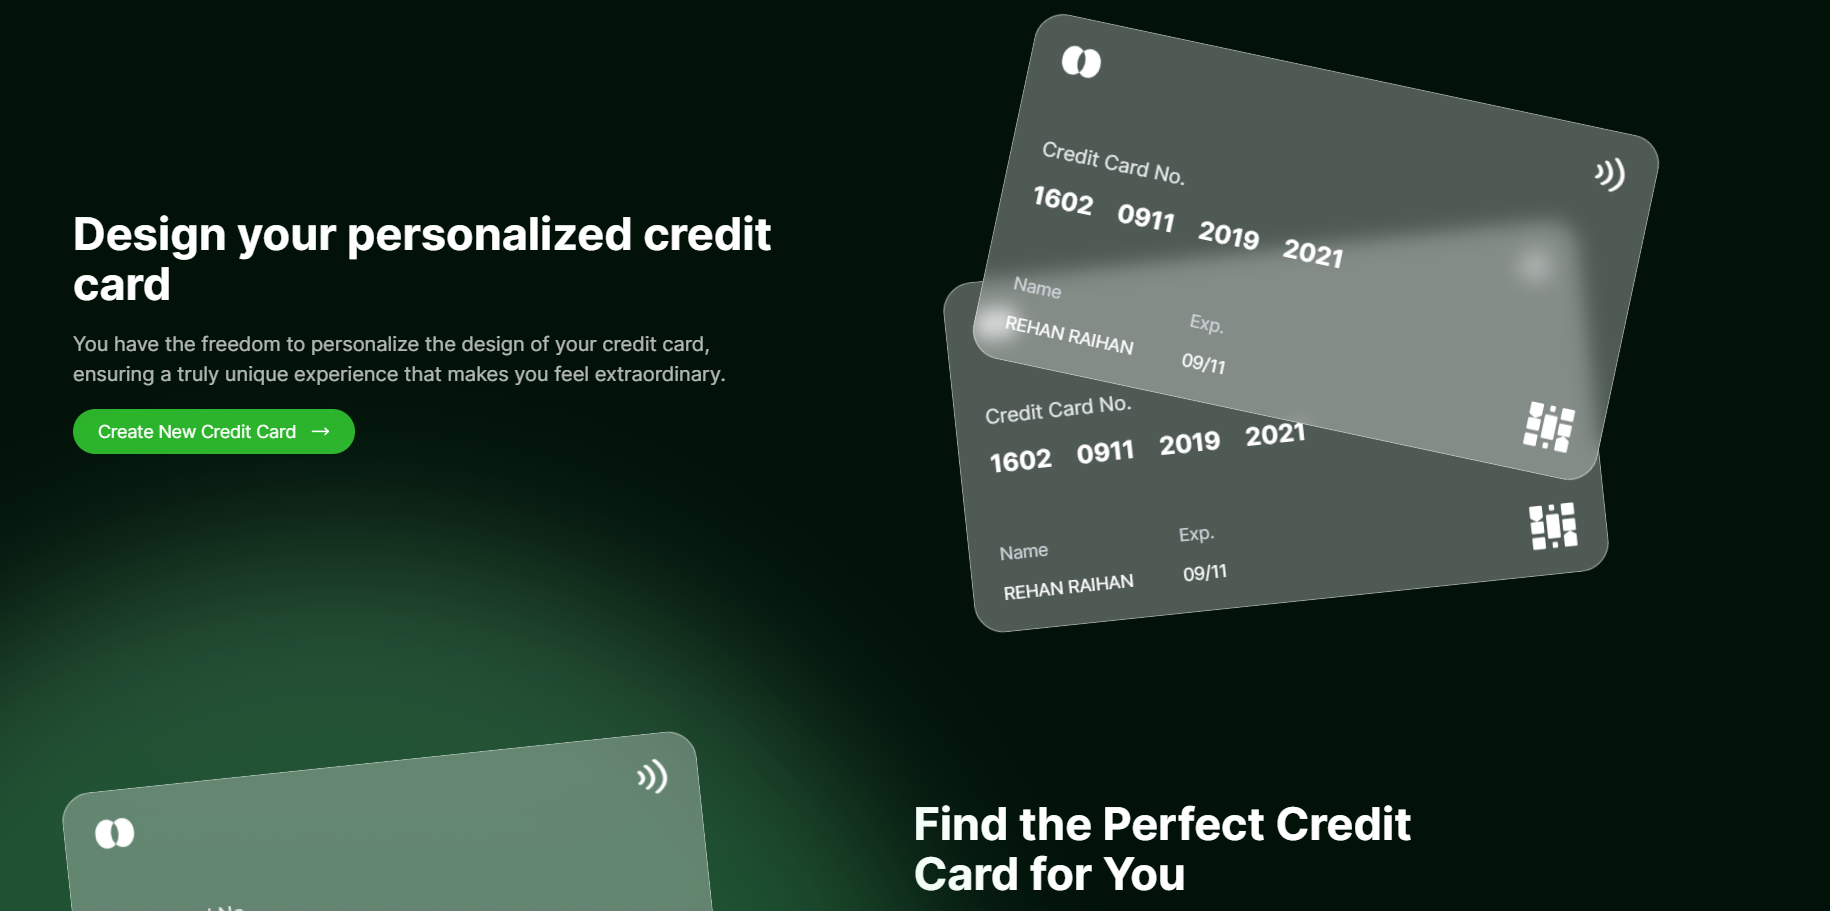 Design your personalized credit
card
You have the freedom to personalize the design of your credit card,
ensuring a truly unique experience that makes you feel extraordinary.
Create New Credit Card →
Credit Card No.
1602 0911 2019 2021
Name Exp.
REHAN RAIHAN 09/11
Credit Card No.
1602 0911 2019 2021
Name Exp.
REHAN RAIHAN 09/11
Find the Perfect Credit
Card for You